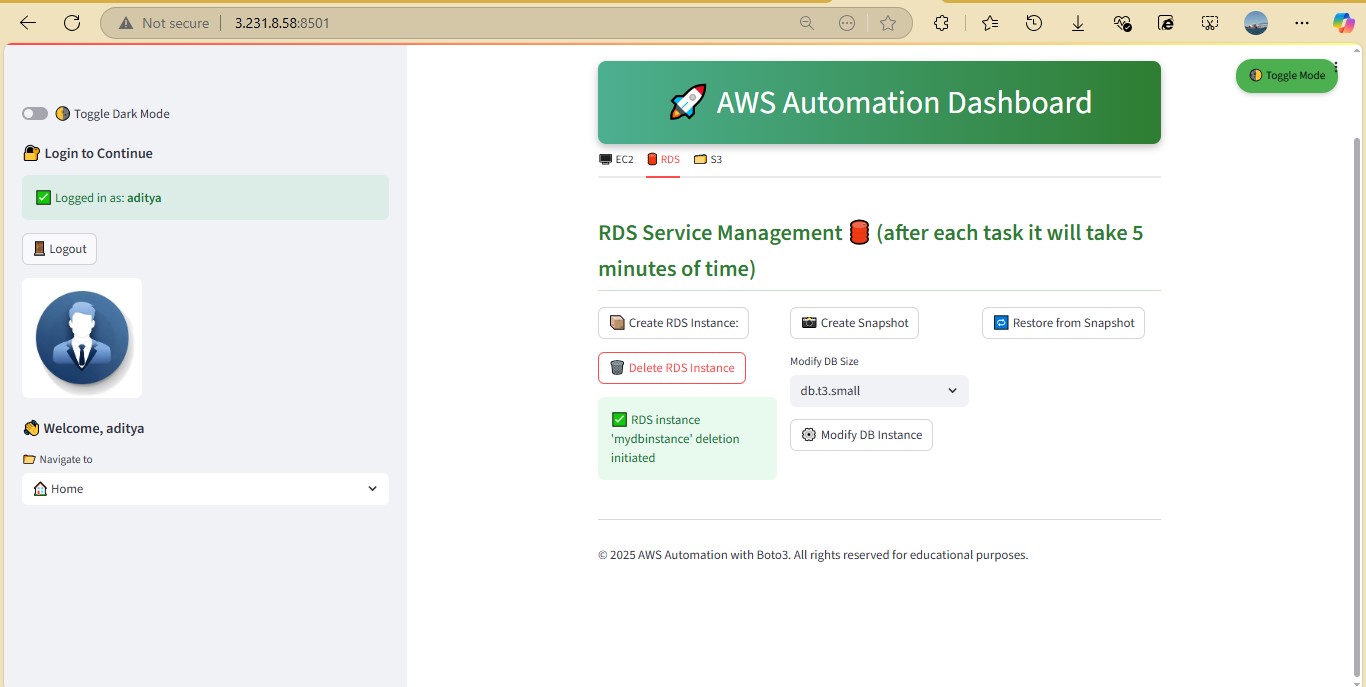 Not secure
3.231.8.58:8501
Toggle Mode
Toggle Dark Mode
Login to Continue
Logged in as: aditya
Logout
Welcome, aditya
Navigate to
Home
AWS Automation Dashboard
EC2 RDS S3
RDS Service Management (after each task it will take 5
minutes of time)
Create RDS Instance:
Create Snapshot
Restore from Snapshot
Delete RDS Instance
Modify DB Size
db.t3.small
RDS instance
'mydbinstance' deletion
initiated
Modify DB Instance
© 2025 AWS Automation with Boto3. All rights reserved for educational purposes.